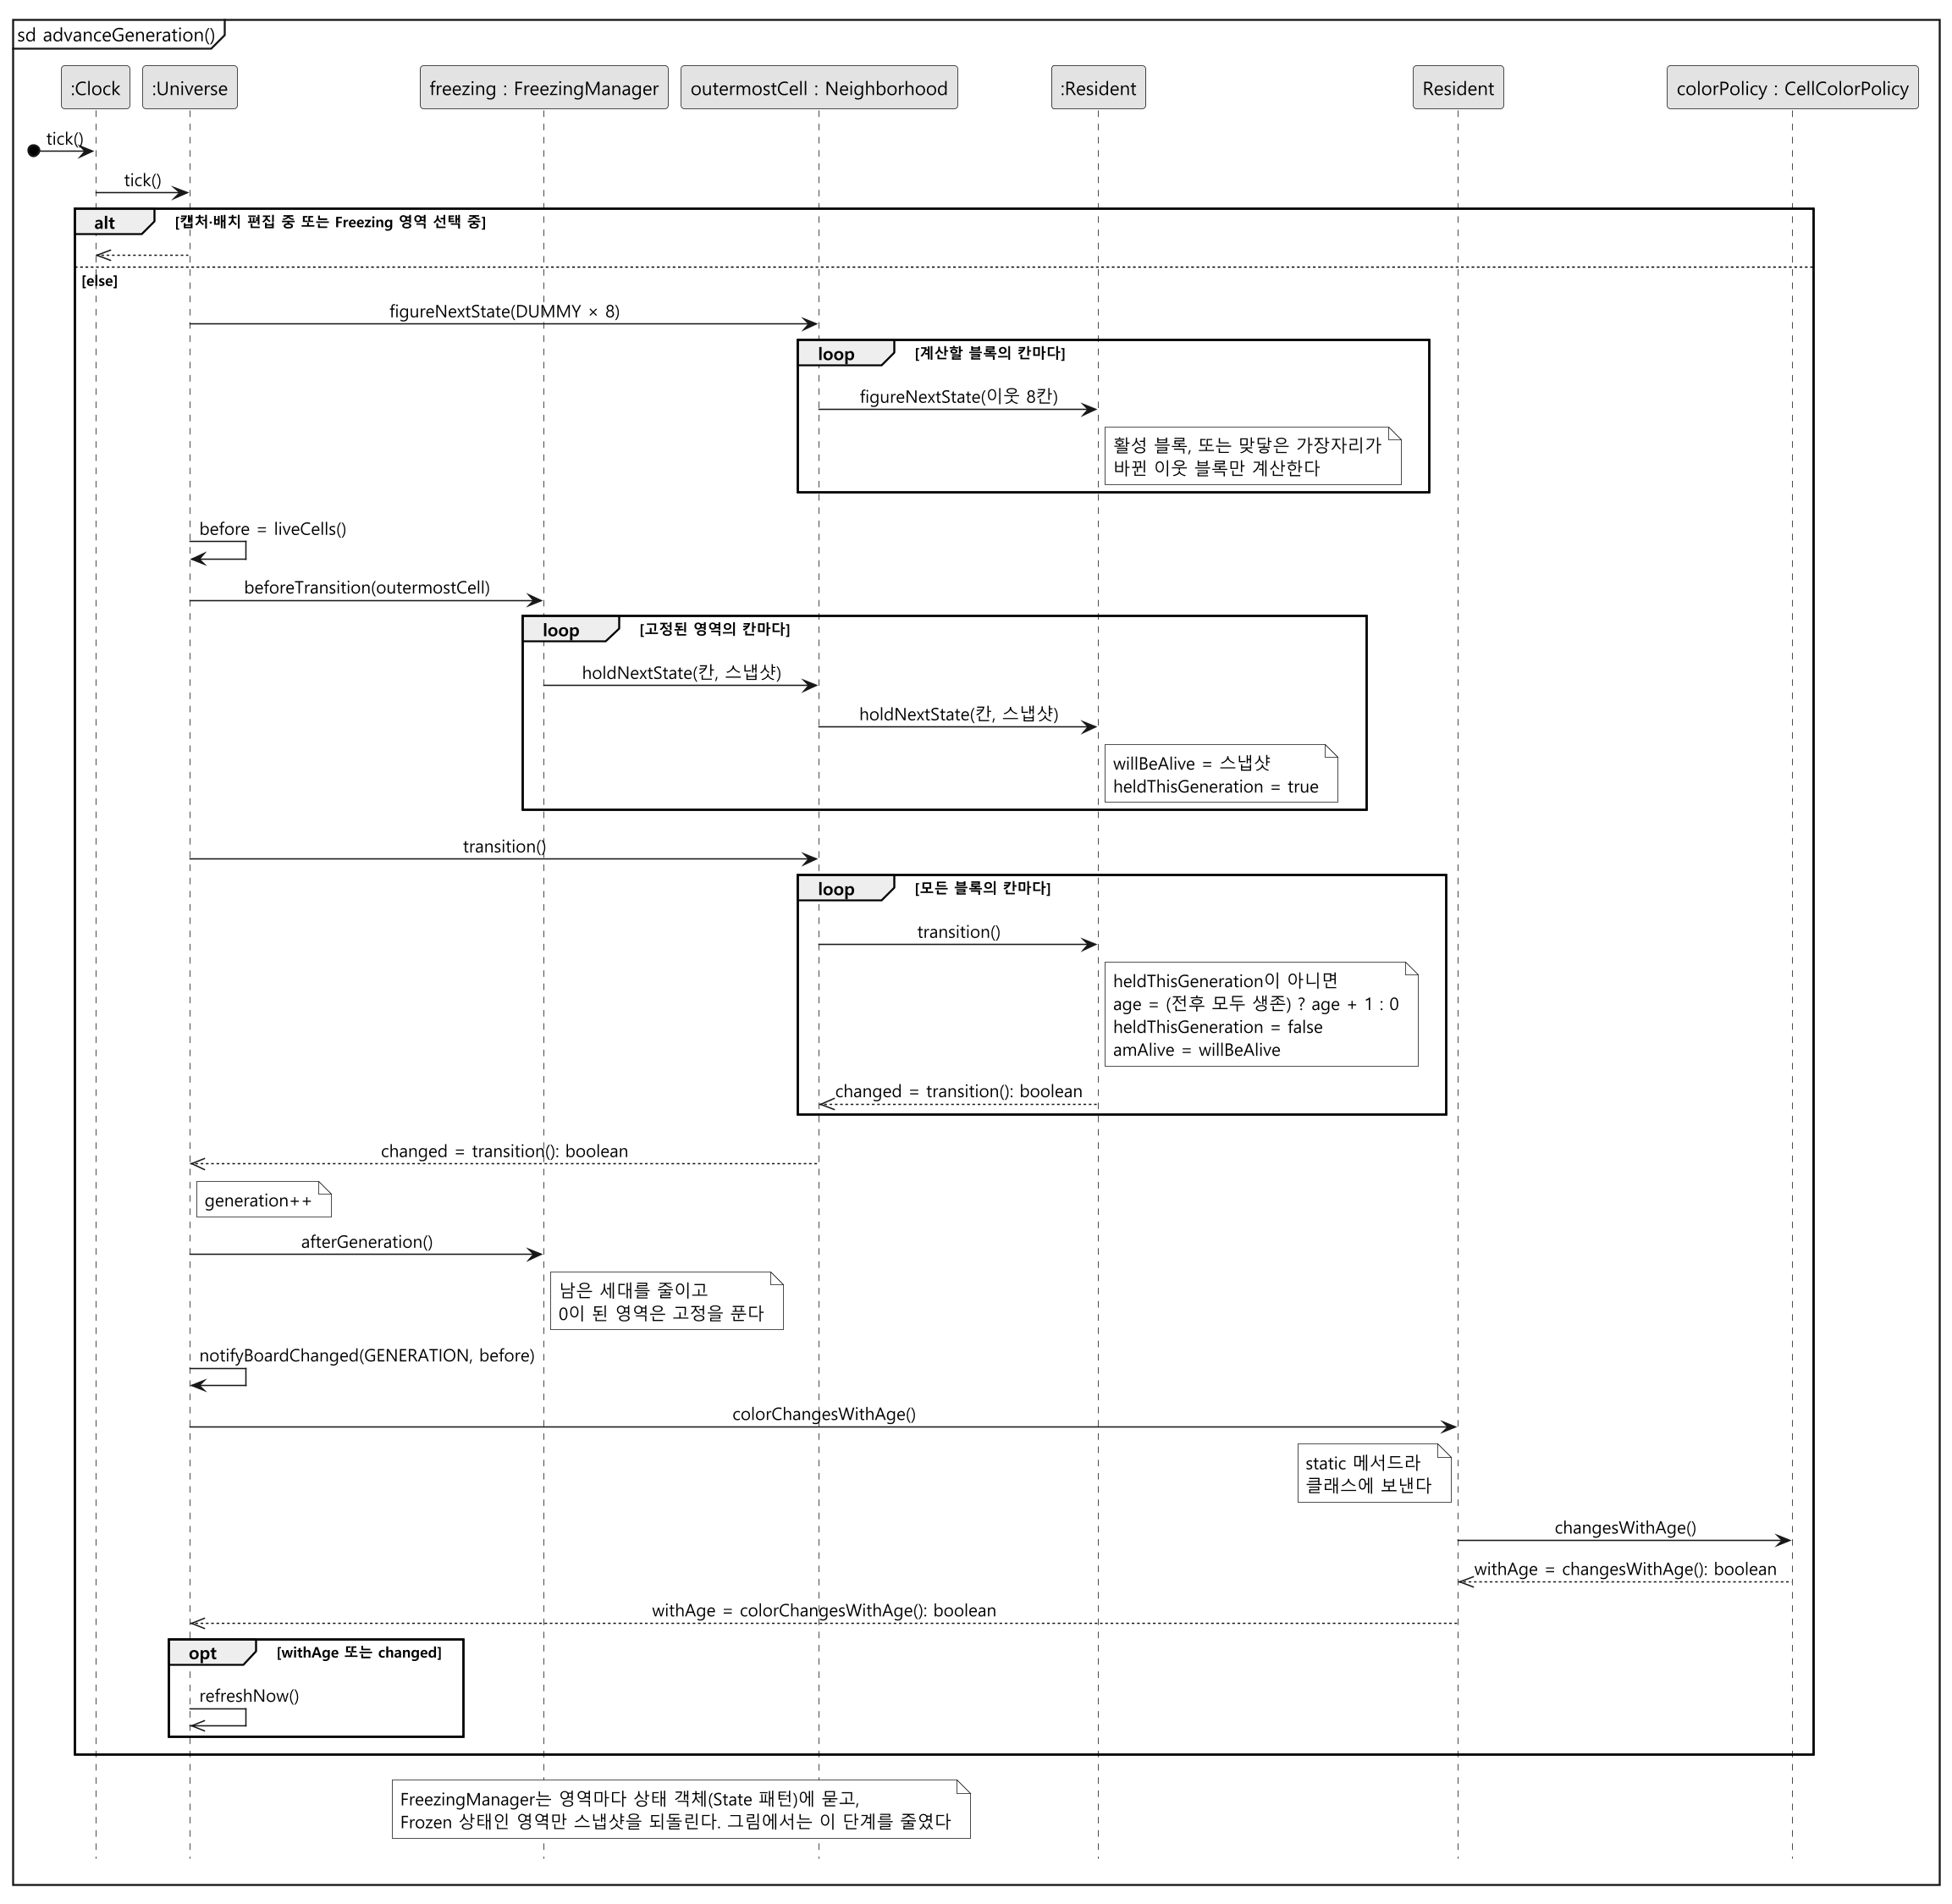 sd advanceGeneration()
:Clock
:Universe
freezing : FreezingManager
outermostCell : Neighborhood
:Resident
Resident
colorPolicy : CellColorPolicy
tick()
tick()
alt
[캡처·배치 편집 중 또는 Freezing 영역 선택 중]
[else]
figureNextState(DUMMY × 8)
loop
[계산할 블록의 칸마다]
figureNextState(이웃 8칸)
활성 블록, 또는 맞닿은 가장자리가
바뀐 이웃 블록만 계산한다
before = liveCells()
beforeTransition(outermostCell)
loop
[고정된 영역의 칸마다]
holdNextState(칸, 스냅샷)
holdNextState(칸, 스냅샷)
willBeAlive = 스냅샷
heldThisGeneration = true
transition()
loop
[모든 블록의 칸마다]
transition()
heldThisGeneration이 아니면
age = (전후 모두 생존) ? age + 1 : 0
heldThisGeneration = false
amAlive = willBeAlive
changed = transition(): boolean
changed = transition(): boolean
generation++
afterGeneration()
남은 세대를 줄이고
0이 된 영역은 고정을 푼다
notifyBoardChanged(GENERATION, before)
colorChangesWithAge()
static 메서드라
클래스에 보낸다
changesWithAge()
withAge = changesWithAge(): boolean
withAge = colorChangesWithAge(): boolean
opt
[withAge 또는 changed]
refreshNow()
FreezingManager는 영역마다 상태 객체(State 패턴)에 묻고,
Frozen 상태인 영역만 스냅샷을 되돌린다. 그림에서는 이 단계를 줄였다